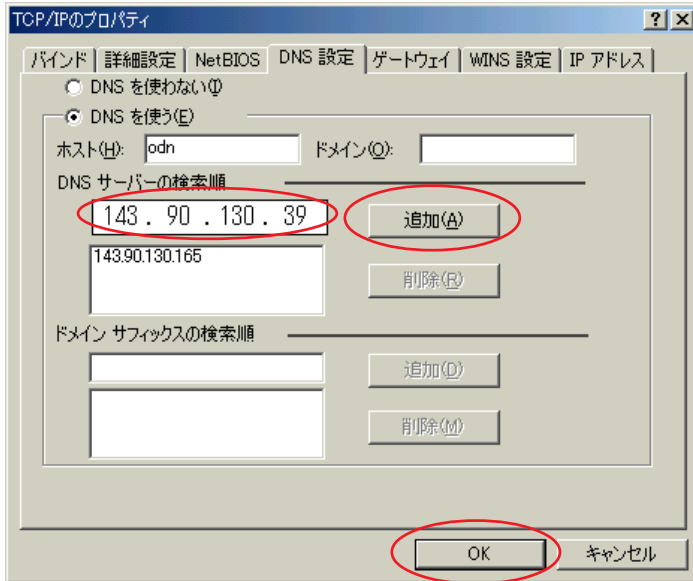 TCP/IPのプロパティ
? ×
バインド 詳細設定 NetBIOS DNS 設定 ゲートウェイ WINS 設定 IP アドレス
DNS を使わない(I)
DNS を使う(E)
ホスト(H): odn ドメイン(O):
DNS サーバーの検索順
143 . 90 . 130 . 39 追加(A)
143.90.130.165
削除(R)
ドメイン サフィックスの検索順
追加(D)
削除(M)
OK キャンセル